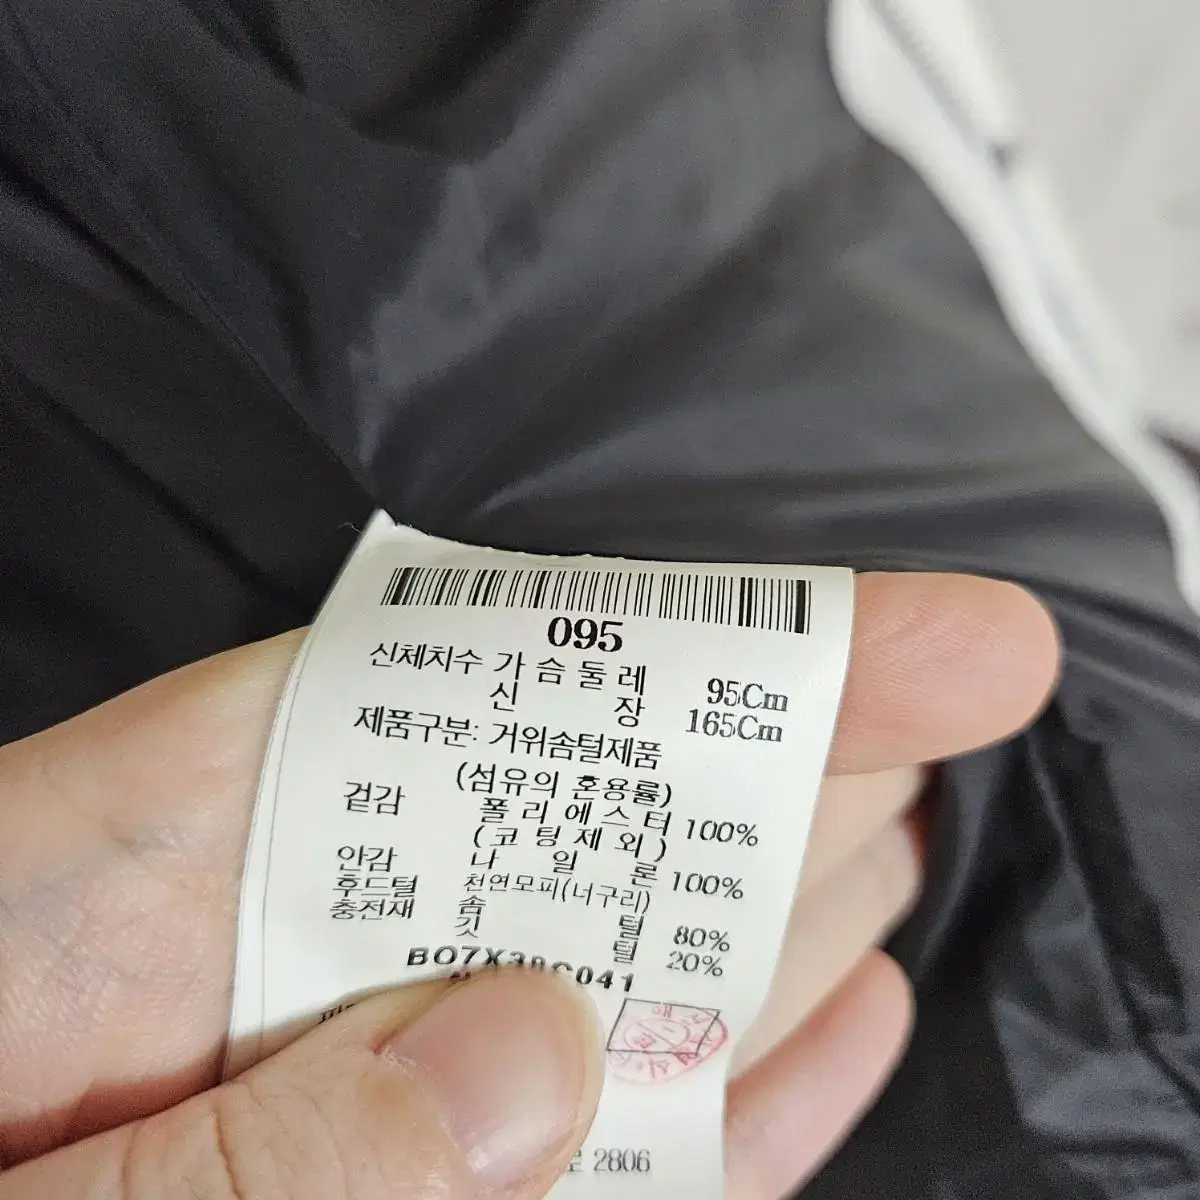 095
신체치수 가슴둘레 95Cm
신장 165Cm
제품구분: 거위솜털제품
(섬유의 혼용률)
겉감 폴리에스터 100%
(코팅제외)
안감 나일론 100%
후드털 천연모피(너구리)
충전재 솜털 80%
깃털 20%
2806